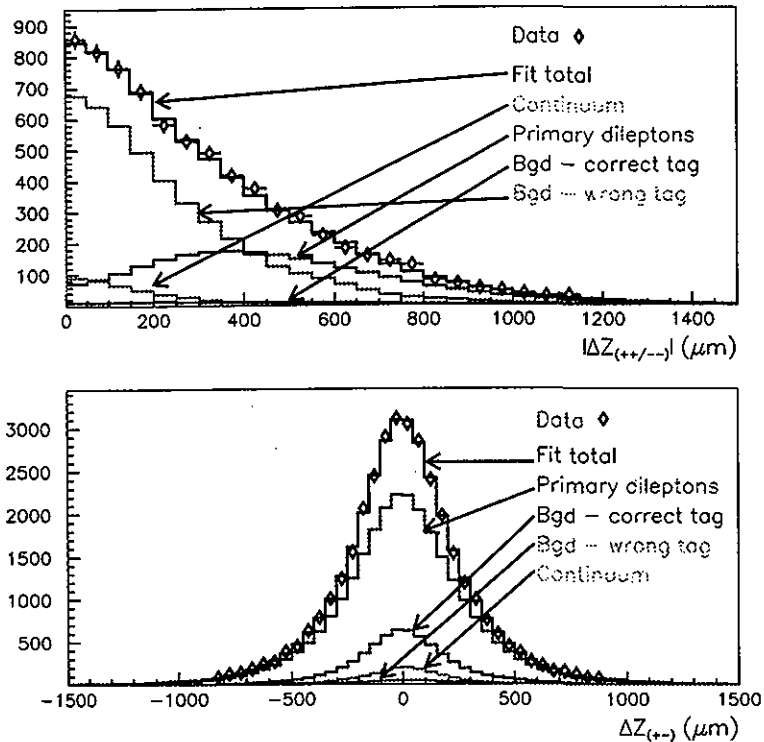 900
800
700
600
500
400
300
200
100
Data
Fit total
Continuum
Primary dileptons
Bgd – correct tag
Bgd – wrong tag
0 200 400 600 800 1000 1200 1400
|ΔZ(++/--)| (μm)
3000
2500
2000
1500
1000
500
Data
Fit total
Primary dileptons
Bgd – correct tag
Bgd – wrong tag
Continuum
−1500 −1000 −500 0 500 1000 1500
ΔZ(+-) (μm)